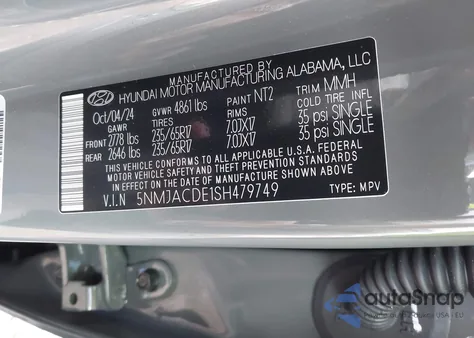 MANUFACTURED BY
HYUNDAI MOTOR MANUFACTURING ALABAMA, LLC
Oct/04/24 GVWR 4861 lbs PAINT NT2 TRIM MMH
GAWR TIRES RIMS COLD TIRE INFL
FRONT 2778 lbs 235/65R17 7.0JX17 35 psi SINGLE
REAR 2646 lbs 235/65R17 7.0JX17 35 psi SINGLE
THIS VEHICLE CONFORMS TO ALL APPLICABLE
U.S. FEDERAL MOTOR VEHICLE SAFETY STANDARDS IN EFFECT
ON THE DATE OF MANUFACTURE SHOWN ABOVE.
V.I.N 5NMJACDE1SH479749 TYPE: MPV
autoSnap